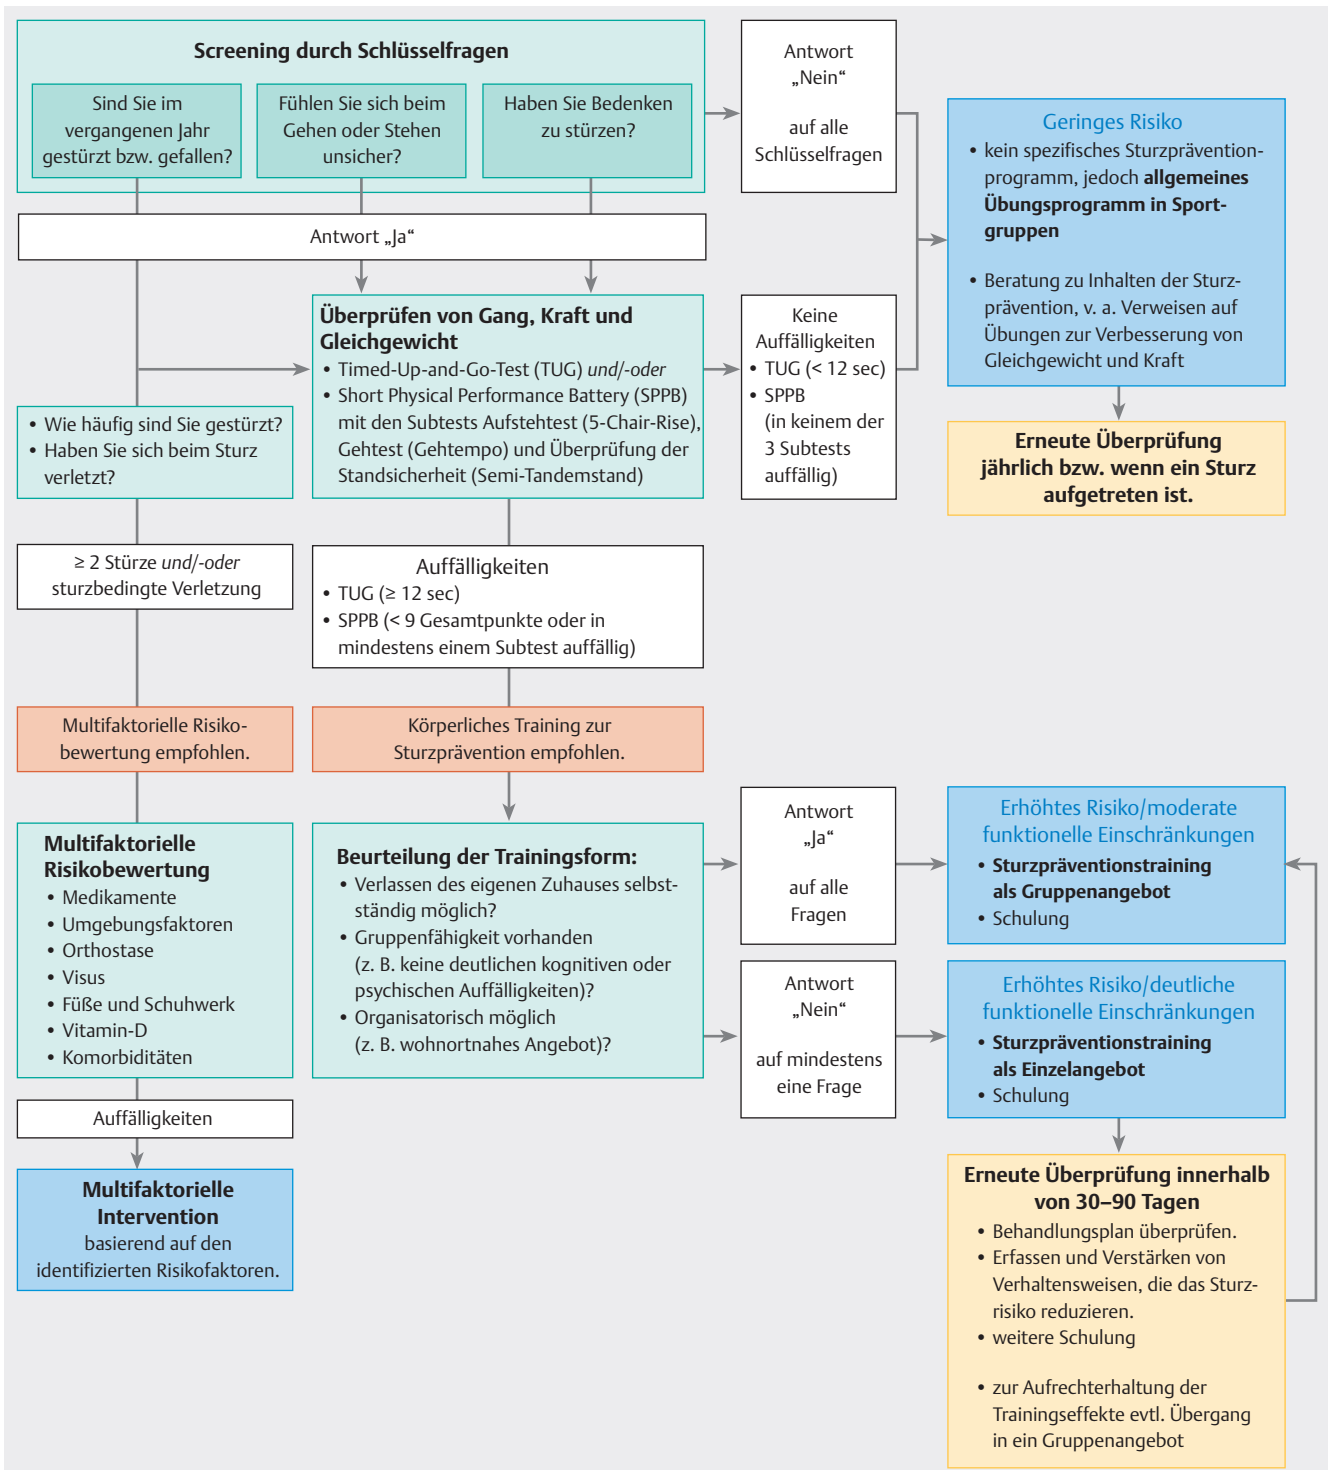 Screening durch Schlüsselfragen
Sind Sie im
vergangenen Jahr
gestürzt bzw. gefallen?
Fühlen Sie sich beim
Gehen oder Stehen
unsicher?
Haben Sie Bedenken
zu stürzen?
Antwort
„Nein“
auf alle
Schlüsselfragen
Antwort „Ja“
Geringes Risiko
• kein spezifisches Sturzprävention-
programm, jedoch allgemeines
Übungsprogramm in Sport-
gruppen
• Beratung zu Inhalten der Sturz-
prävention, v. a. Verweisen auf
Übungen zur Verbesserung von
Gleichgewicht und Kraft
Überprüfen von Gang, Kraft und
Gleichgewicht
• Timed-Up-and-Go-Test (TUG) und/-oder
• Short Physical Performance Battery (SPPB)
mit den Subtests Aufstehtest (5-Chair-Rise),
Gehtest (Gehtempo) und Überprüfung der
Standsicherheit (Semi-Tandemstand)
Keine
Auffälligkeiten
• TUG (< 12 sec)
• SPPB
(in keinem der
3 Subtests
auffällig)
• Wie häufig sind Sie gestürzt?
• Haben Sie sich beim Sturz
verletzt?
Erneute Überprüfung
jährlich bzw. wenn ein Sturz
aufgetreten ist.
≥ 2 Stürze und/-oder
sturzbedingte Verletzung
Auffälligkeiten
• TUG (≥ 12 sec)
• SPPB (< 9 Gesamtpunkte oder in
mindestens einem Subtest auffällig)
Multifaktorielle Risiko-
bewertung empfohlen.
Körperliches Training zur
Sturzprävention empfohlen.
Multifaktorielle
Risikobewertung
• Medikamente
• Umgebungsfaktoren
• Orthostase
• Visus
• Füße und Schuhwerk
• Vitamin-D
• Komorbiditäten
Beurteilung der Trainingsform:
• Verlassen des eigenen Zuhauses selbst-
ständig möglich?
• Gruppenfähigkeit vorhanden
(z. B. keine deutlichen kognitiven oder
psychischen Auffälligkeiten)?
• Organisatorisch möglich
(z. B. wohnortnahes Angebot)?
Antwort
„Ja“
auf alle
Fragen
Erhöhtes Risiko/moderate
funktionelle Einschränkungen
• Sturzpräventionstraining
als Gruppenangebot
• Schulung
Antwort
„Nein“
auf mindestens
eine Frage
Erhöhtes Risiko/deutliche
funktionelle Einschränkungen
• Sturzpräventionstraining
als Einzelangebot
• Schulung
Auffälligkeiten
Multifaktorielle
Intervention
basierend auf den
identifizierten Risikofaktoren.
Erneute Überprüfung innerhalb
von 30–90 Tagen
• Behandlungsplan überprüfen.
• Erfassen und Verstärken von
Verhaltensweisen, die das Sturz-
risiko reduzieren.
• weitere Schulung
• zur Aufrechterhaltung der
Trainingseffekte evtl. Übergang
in ein Gruppenangebot